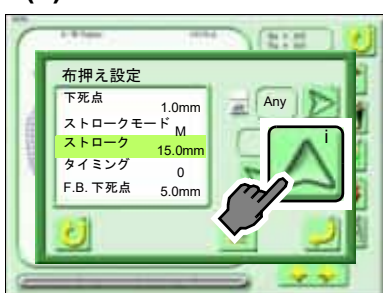 布押え設定
下死点
1.0mm
ストロークモード
M
ストローク
15.0mm
タイミング
0
F.B. 下死点
5.0mm
Any
i